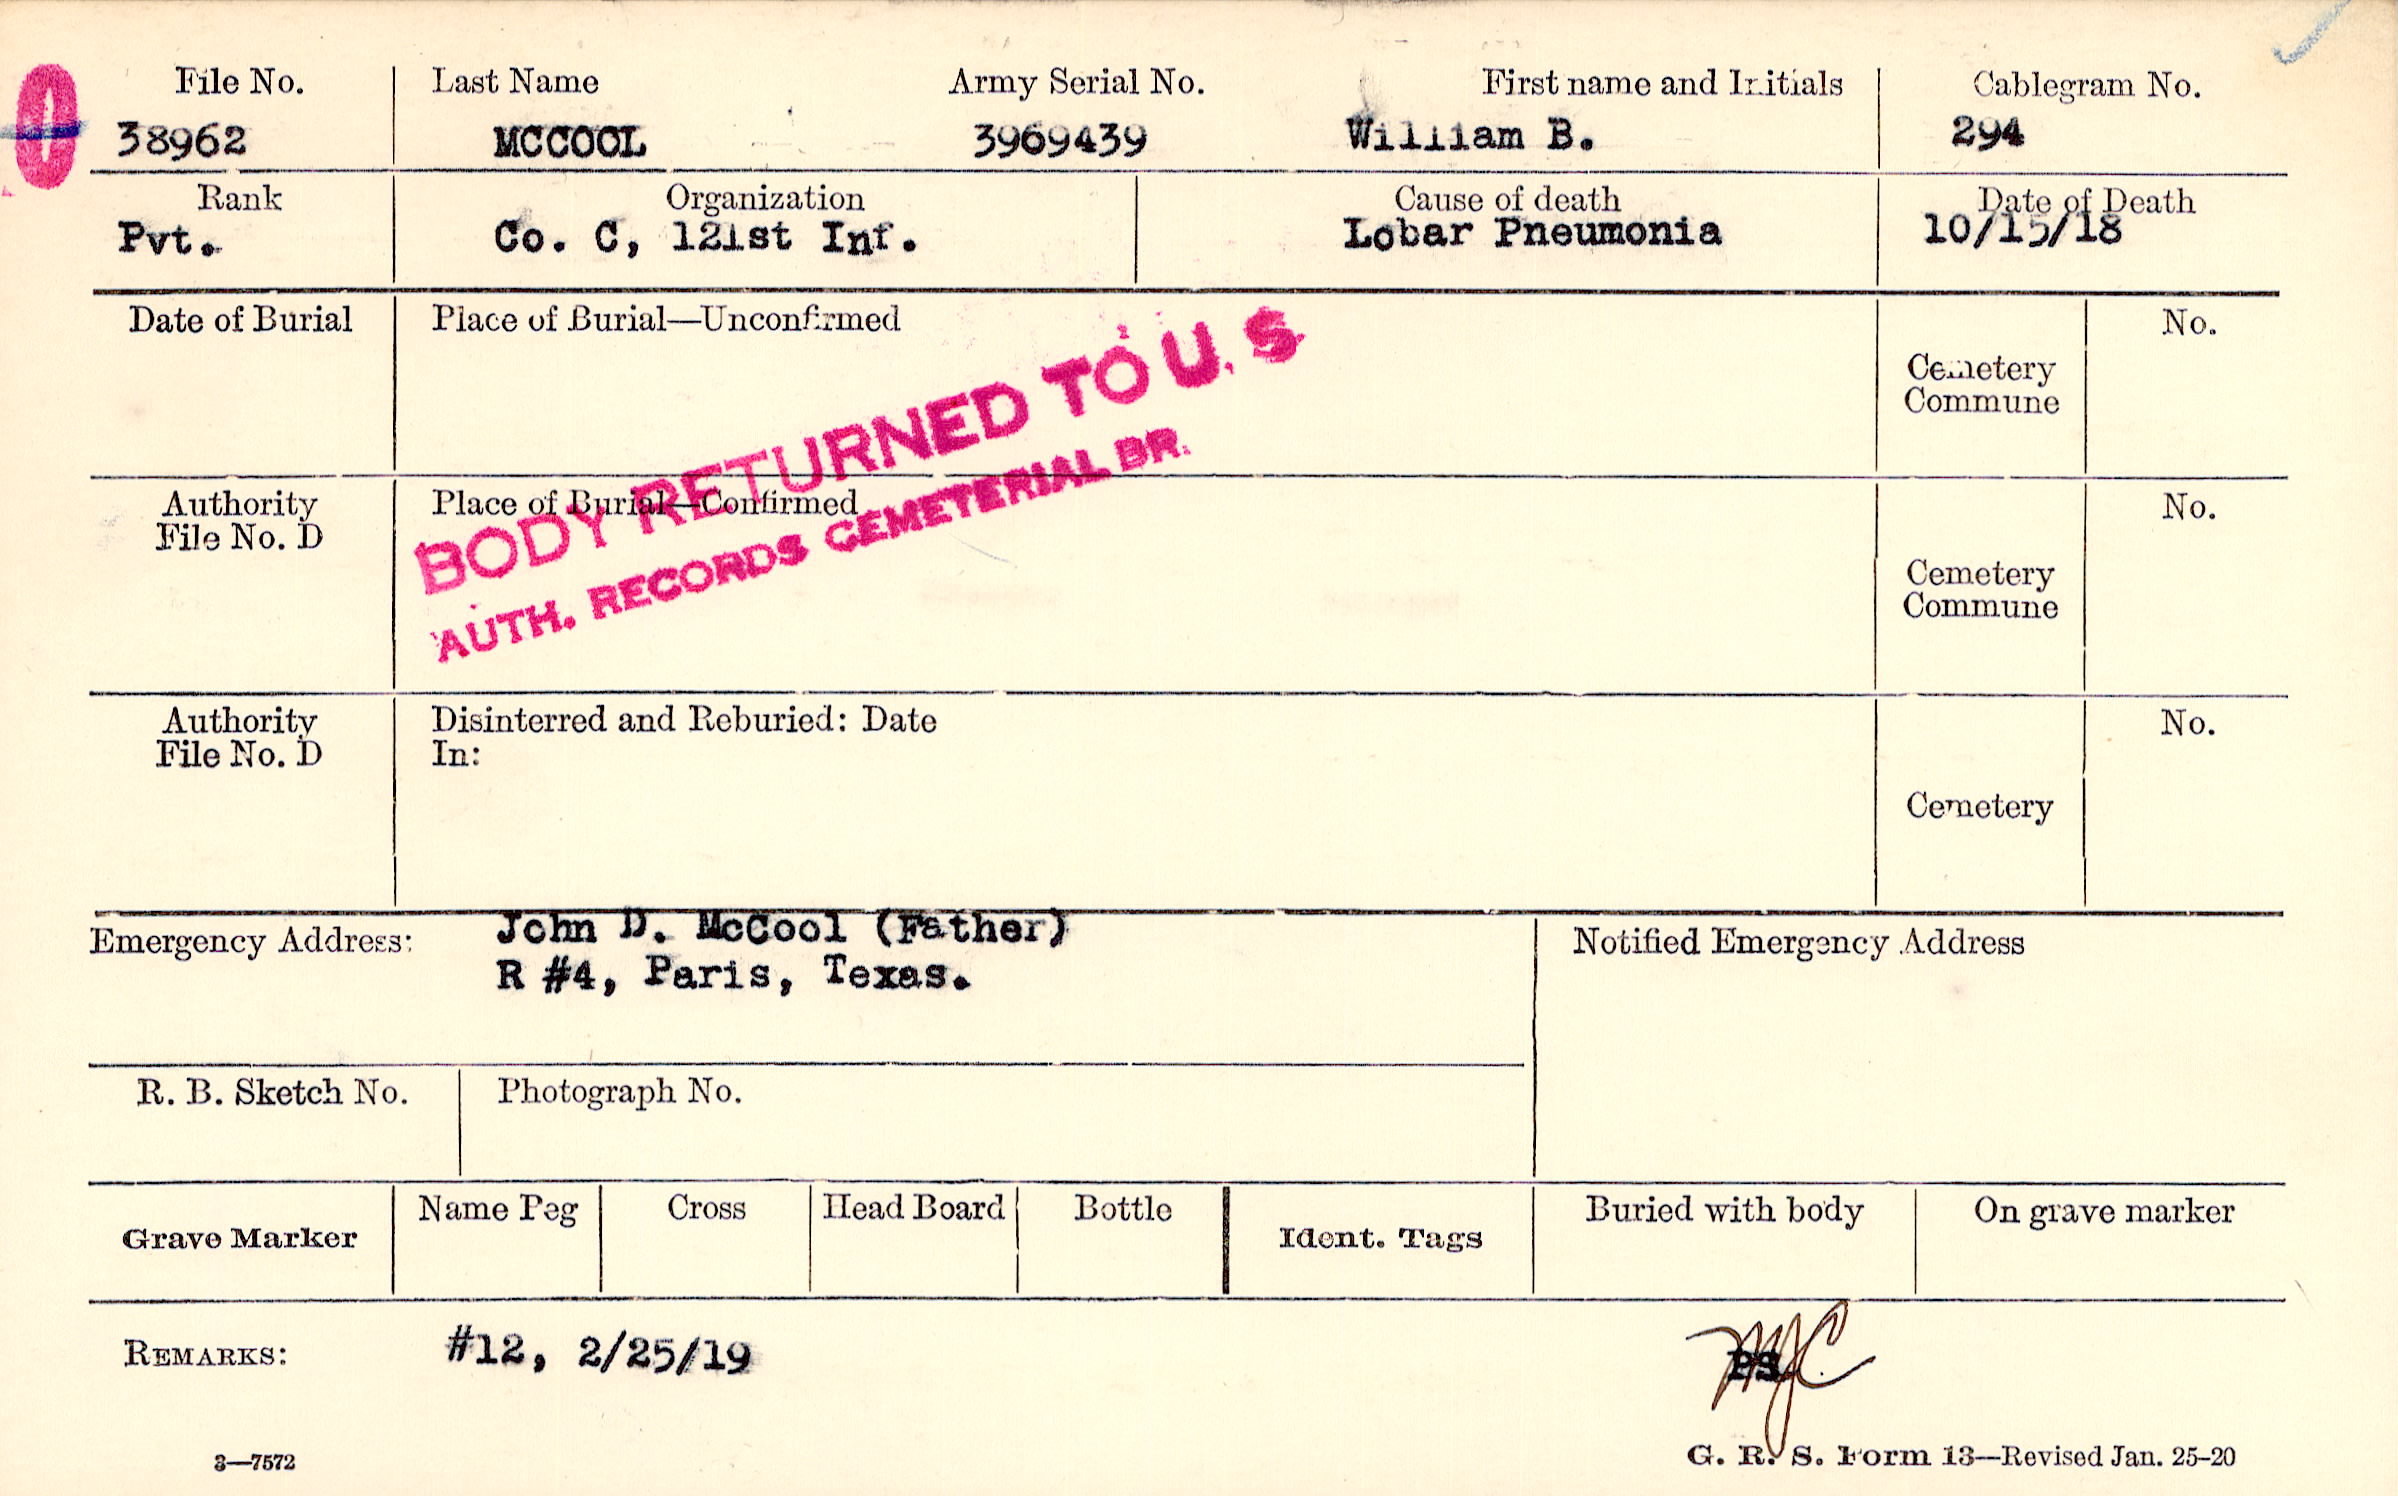 File No. Last Name Army Serial No. First name and Initials Cablegram No.
38962 MCCOOL 3969439 William B. 294
Rank Organization Cause of death Date of Death
Pvt. Co. C, 121st Inf. Lobar Pneumonia 10/15/18
Date of Burial Place of Burial—Unconfirmed No.
Cemetery
Commune
BODY RETURNED TO U. S.
AUTH. RECORDS CEMETERIAL BR.
Authority Place of Burial—Confirmed No.
File No. D
Cemetery
Commune
Authority Disinterred and Reburied: Date No.
File No. D In:
Cemetery
Emergency Address: John D. McCool (Father) Notified Emergency Address
R #4, Paris, Texas.
R. B. Sketch No. Photograph No.
Grave Marker Name Peg Cross Head Board Bottle Ident. Tags Buried with body On grave marker
REMARKS: #12, 2/25/19 PS
MJC
3—7572 G. R. S. Form 13—Revised Jan. 25-20